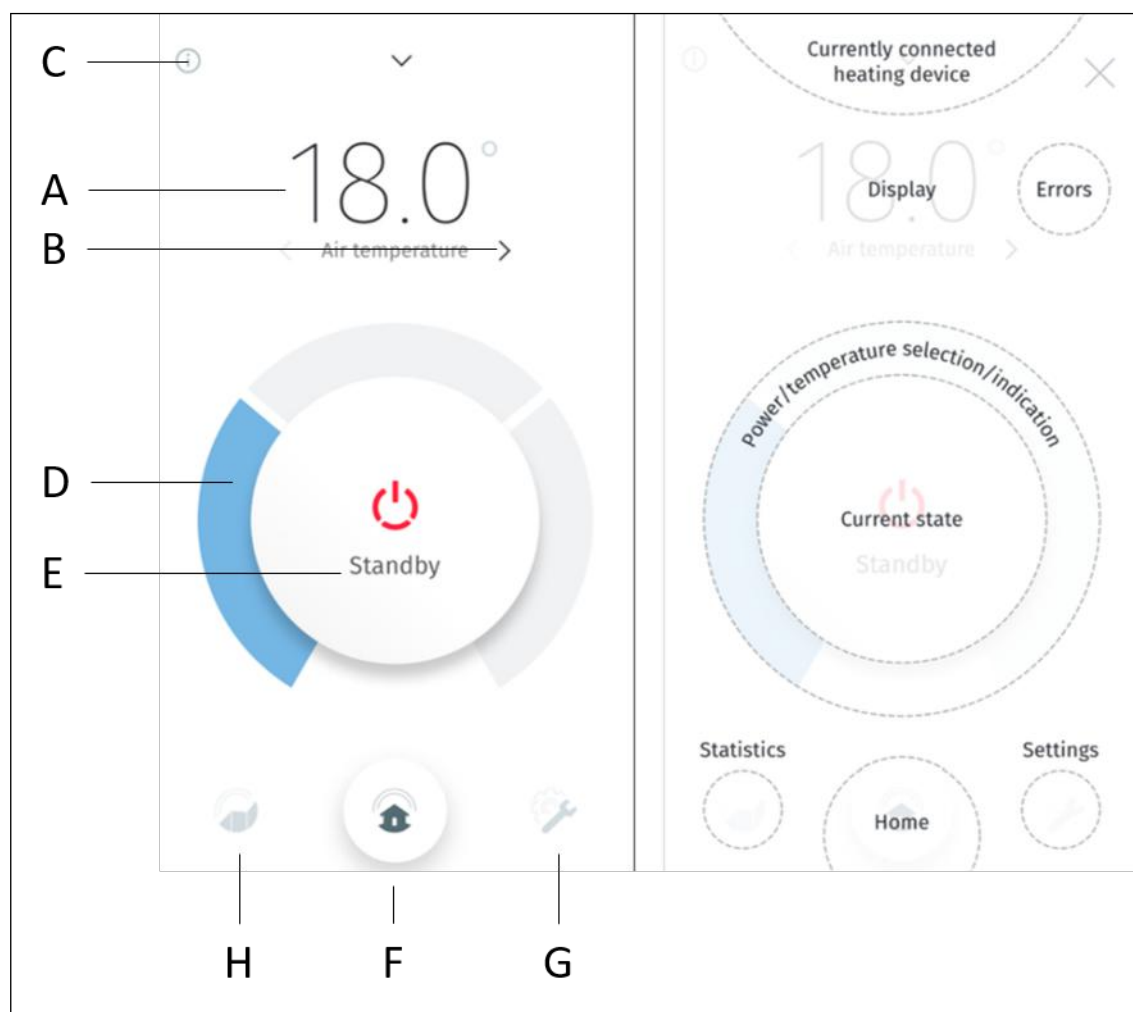 C
18.0°
A
B
Air temperature
D
E
Standby
H
F
G
Currently connected
heating device
18.0°
Display
Errors
Air temperature
Power/temperature selection/indication
Current state
Standby
Statistics
Settings
Home